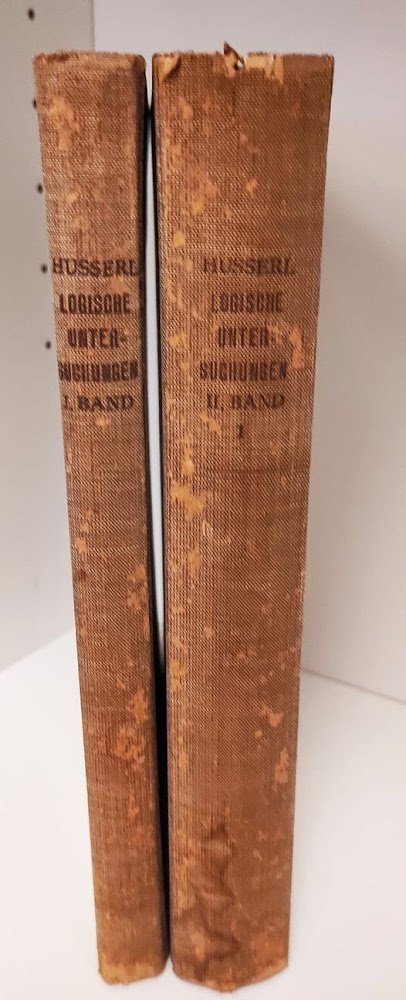 HUSSERL
LOGISCHE
UNTER-
SUCHUNGEN
I. BAND
HUSSERL
LOGISCHE
UNTER-
SUCHUNGEN
II. BAND
1